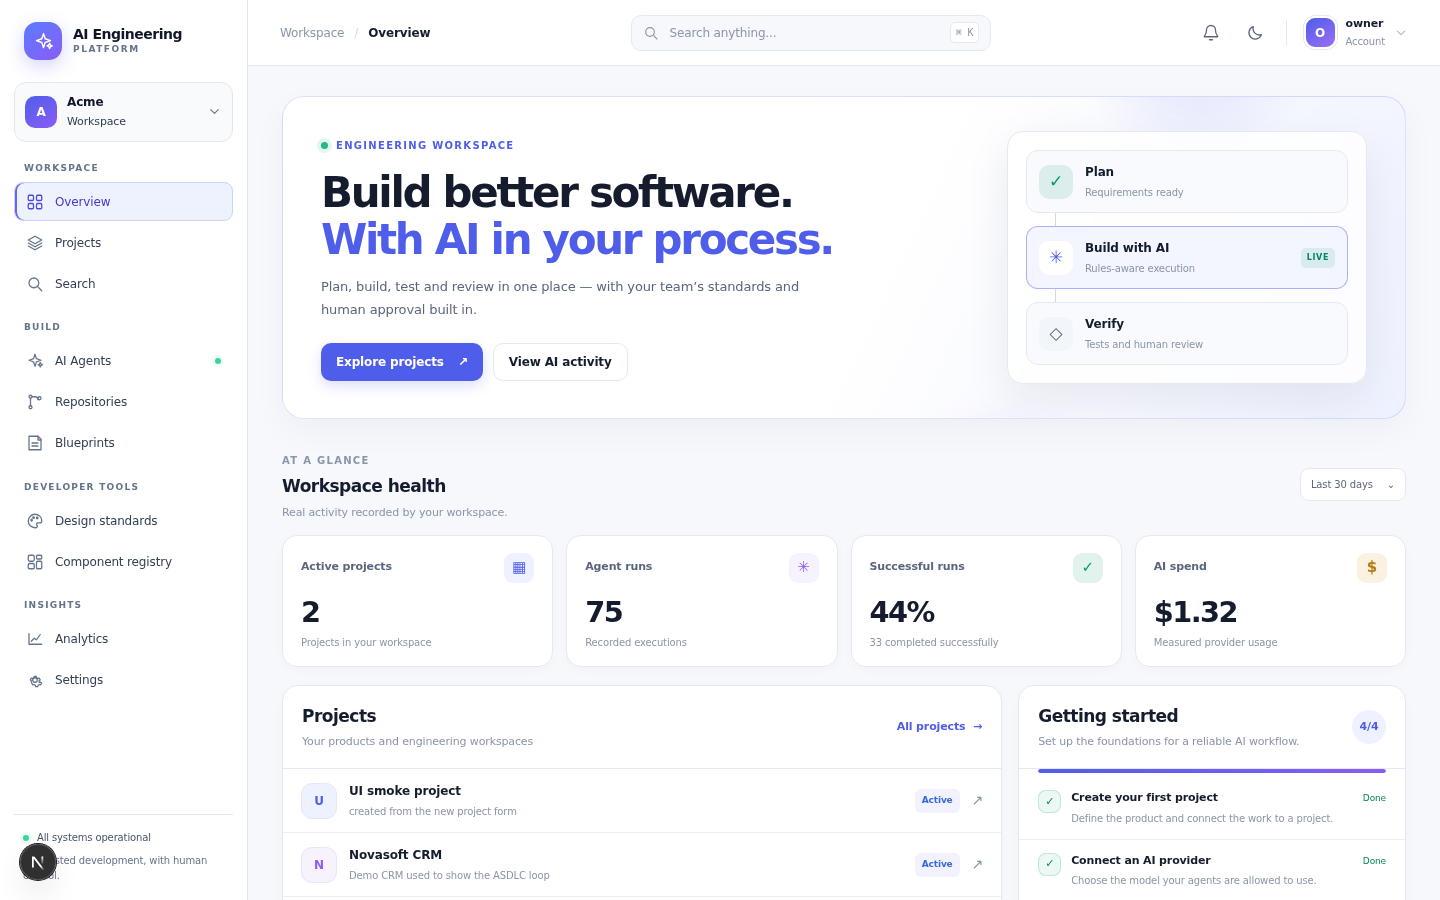 AI Engineering
PLATFORM
A
Acme
Workspace
WORKSPACE
Overview
Projects
Search
BUILD
AI Agents
Repositories
Blueprints
DEVELOPER TOOLS
Design standards
Component registry
INSIGHTS
Analytics
Settings
All systems operational
sted development, with human
N
Workspace / Overview
Search anything...
⌘ K
O
owner
Account
ENGINEERING WORKSPACE
Build better software.
With AI in your process.
Plan, build, test and review in one place — with your team’s standards and
human approval built in.
Explore projects ↗
View AI activity
✓
Plan
Requirements ready
✳
Build with AI
Rules-aware execution
LIVE
◇
Verify
Tests and human review
AT A GLANCE
Workspace health
Real activity recorded by your workspace.
Last 30 days
Active projects
▦
2
Projects in your workspace
Agent runs
✳
75
Recorded executions
Successful runs
✓
44%
33 completed successfully
AI spend
$
$1.32
Measured provider usage
Projects
Your products and engineering workspaces
All projects →
U
UI smoke project
created from the new project form
Active ↗
N
Novasoft CRM
Demo CRM used to show the ASDLC loop
Active ↗
Getting started
Set up the foundations for a reliable AI workflow.
4/4
✓
Create your first project
Define the product and connect the work to a project.
Done
✓
Connect an AI provider
Choose the model your agents are allowed to use.
Done